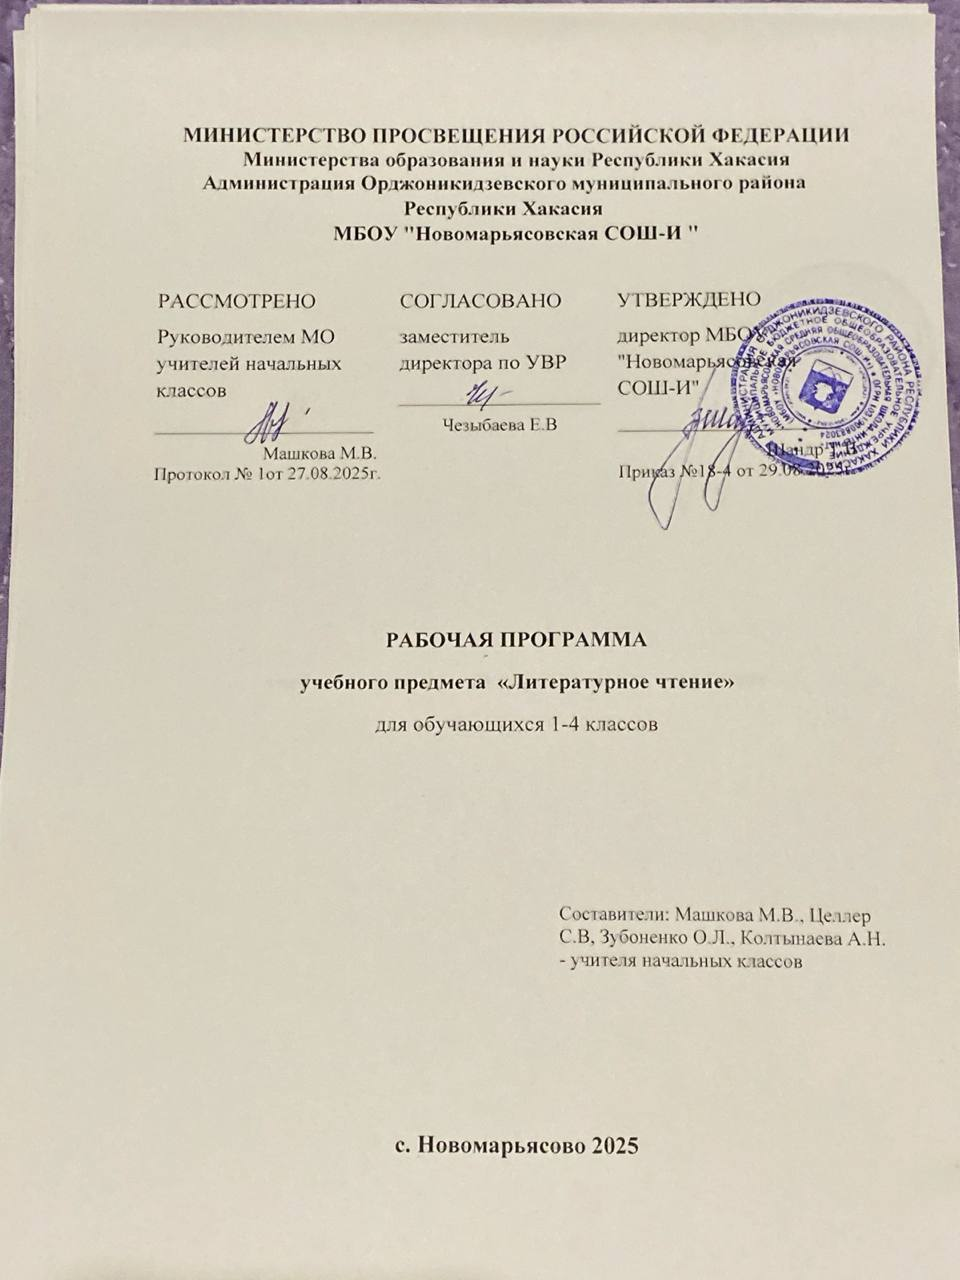 МИНИСТЕРСТВО ПРОСВЕЩЕНИЯ РОССИЙСКОЙ ФЕДЕРАЦИИ
Министерства образования и науки Республики Хакасия
Администрация Орджоникидзевского муниципального района
Республики Хакасия
МБОУ "Новомарьясовская СОШ-И "
РАССМОТРЕНО
Руководителем МО
учителей начальных
классов
Машкова М.В.
Протокол № 1от 27.08.2025г.
СОГЛАСОВАНО
заместитель
директора по УВР
Чезыбаева Е.В
УТВЕРЖДЕНО
директор МБОУ
"Новомарьясовская
СОШ-И"
Шандр
Приказ №18-4 от 29.08.
РАБОЧАЯ ПРОГРАММА
учебного предмета «Литературное чтение»
для обучающихся 1-4 классов
Составители: Машкова М.В., Целлер
С.В, Зубоненко О.Л., Колтынаева А.Н.
- учителя начальных классов
с. Новомарьясово 2025